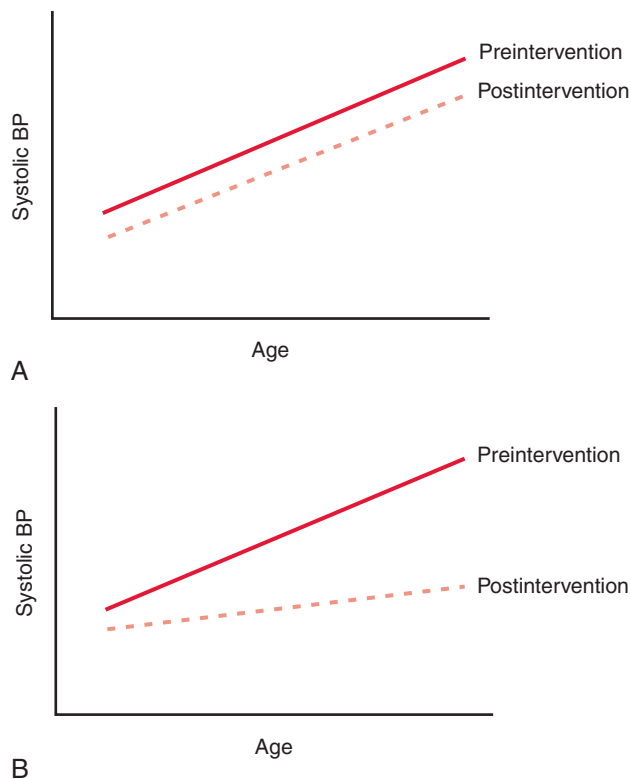 Preintervention
Postintervention
Systolic BP
Age
A
Preintervention
Postintervention
Systolic BP
Age
B